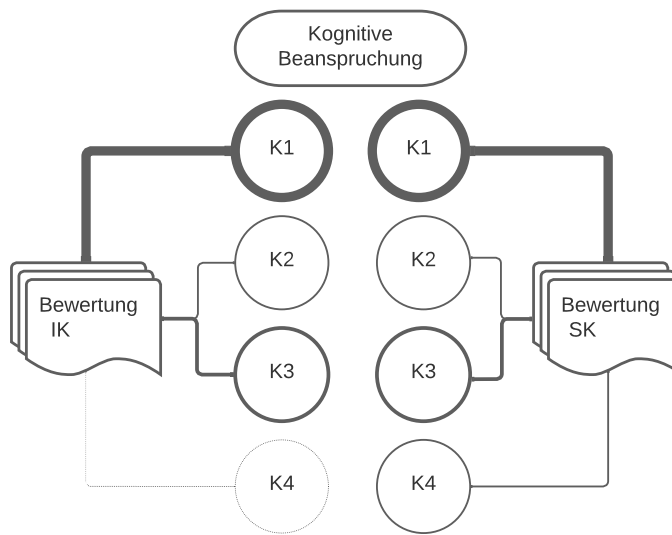 Kognitive
Beanspruchung
K1
K1
K2
K2
Bewertung
IK
Bewertung
SK
K3
K3
K4
K4